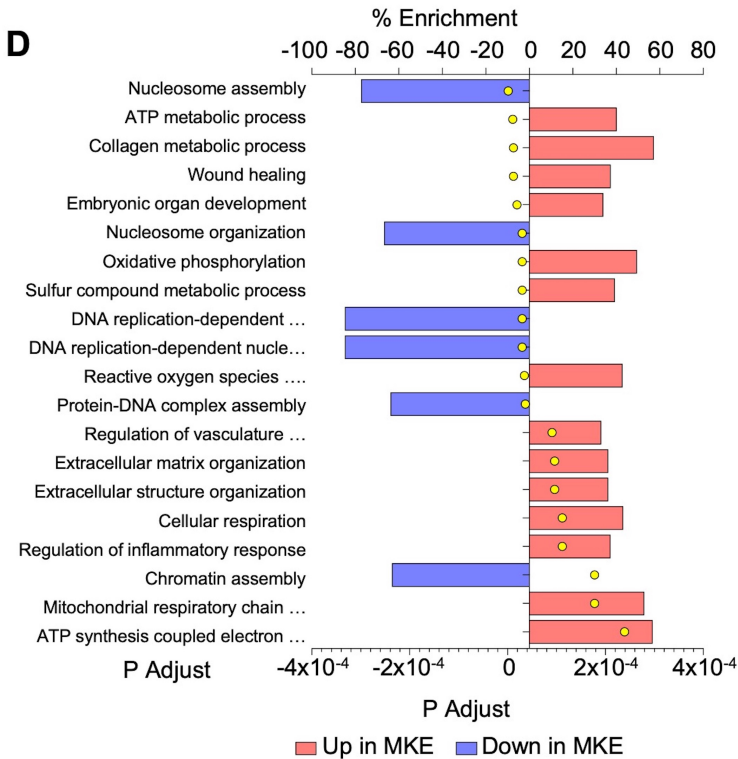 D
% Enrichment
-100 -80 -60 -40 -20 0 20 40 60 80
Nucleosome assembly
ATP metabolic process
Collagen metabolic process
Wound healing
Embryonic organ development
Nucleosome organization
Oxidative phosphorylation
Sulfur compound metabolic process
DNA replication-dependent …
DNA replication-dependent nucle…
Reactive oxygen species ….
Protein-DNA complex assembly
Regulation of vasculature …
Extracellular matrix organization
Extracellular structure organization
Cellular respiration
Regulation of inflammatory response
Chromatin assembly
Mitochondrial respiratory chain …
ATP synthesis coupled electron …
P Adjust -4x10⁻⁴ -2x10⁻⁴ 0 2x10⁻⁴ 4x10⁻⁴
P Adjust
Up in MKE Down in MKE